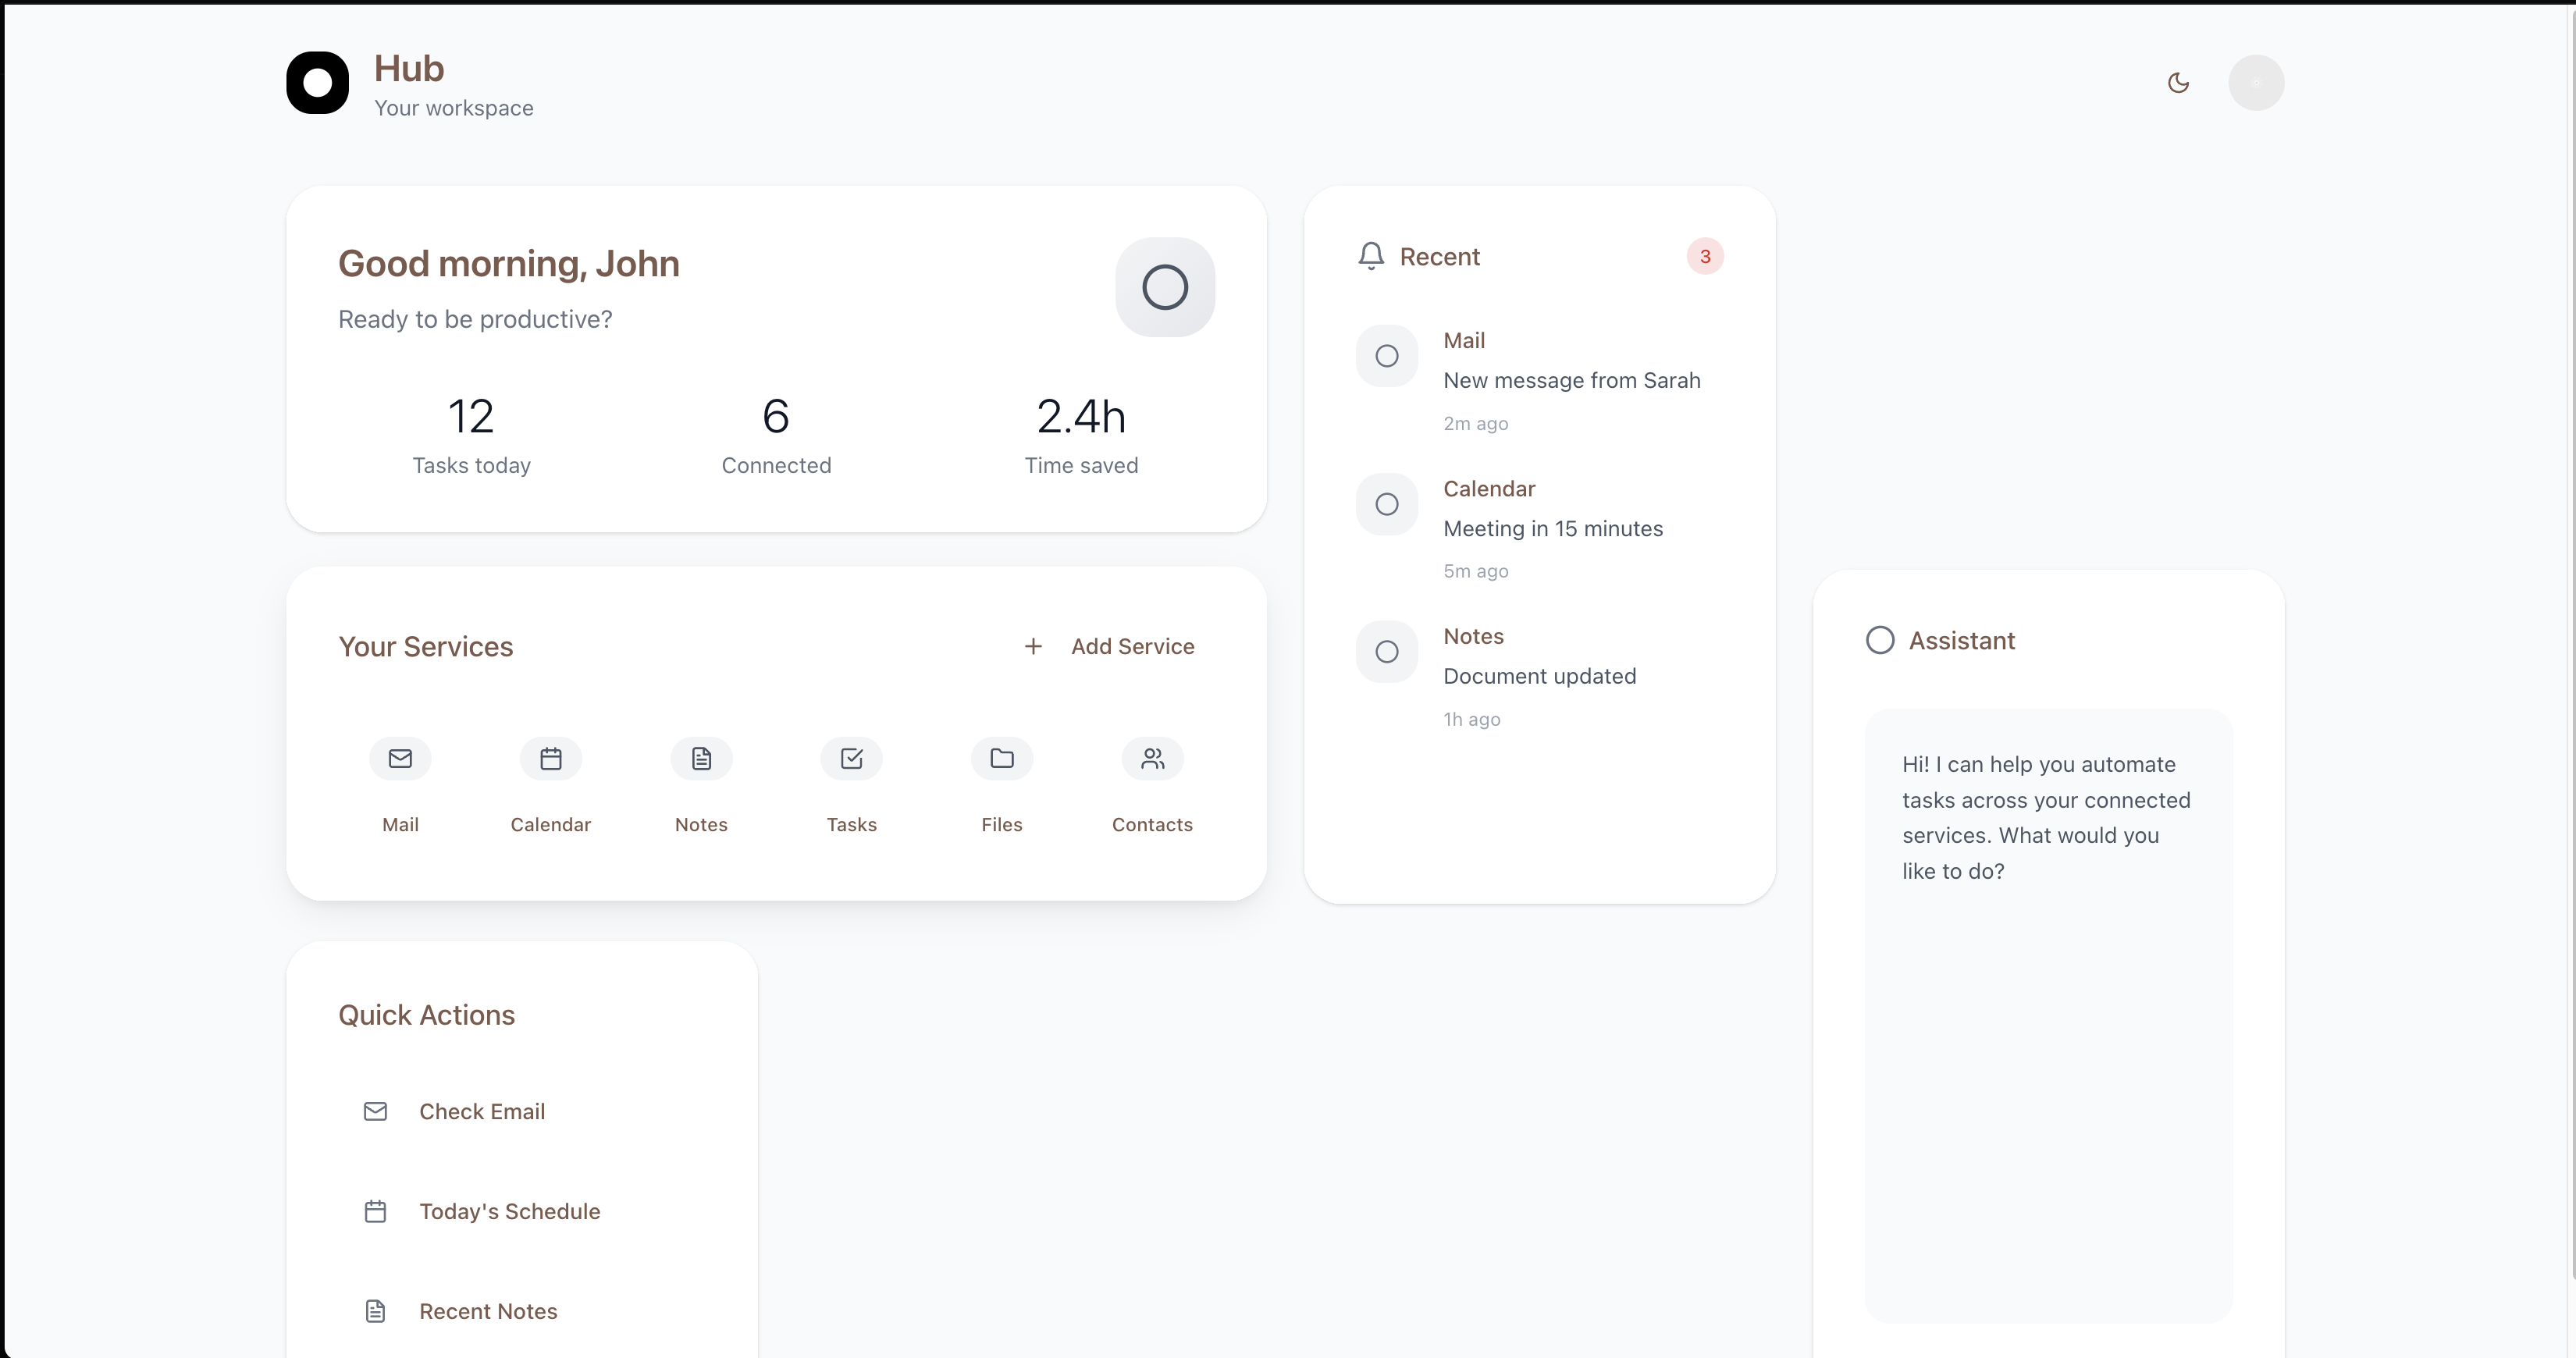 Hub
Your workspace
Good morning, John
Ready to be productive?
12
Tasks today
6
Connected
2.4h
Time saved
Recent
3
Mail
New message from Sarah
2m ago
Calendar
Meeting in 15 minutes
5m ago
Notes
Document updated
1h ago
Your Services
Add Service
Mail
Calendar
Notes
Tasks
Files
Contacts
Assistant
Hi! I can help you automate
tasks across your connected
services. What would you
like to do?
Quick Actions
Check Email
Today's Schedule
Recent Notes